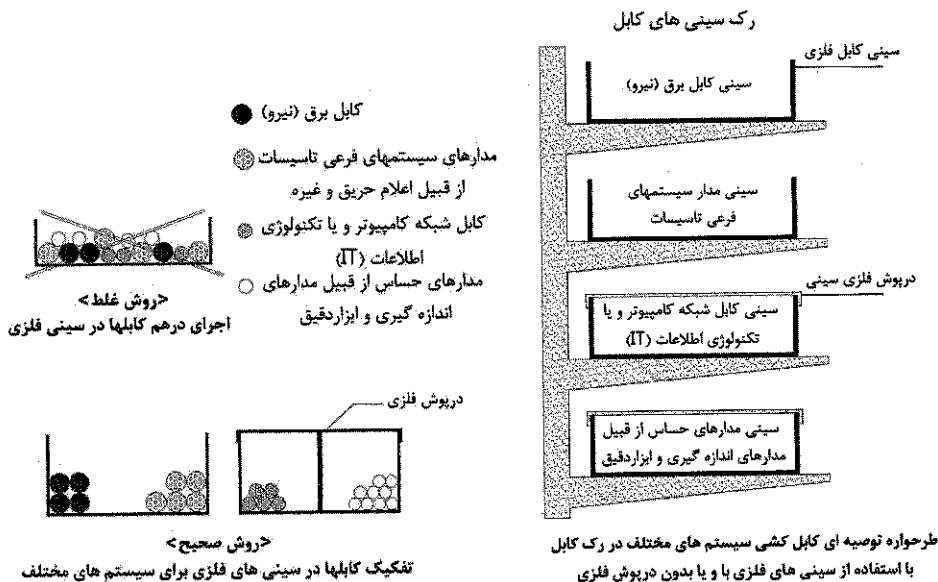 رک سینی های کابل
سینی کابل فلزی
سینی کابل برق (نیرو)
سینی مدار سیستمهای
فرعی تاسیسات
درپوش فلزی سینی
سینی کابل شبکه کامپیوتر و یا
تکنولوژی اطلاعات (IT)
سینی مدارهای حساس از قبیل
مدارهای اندازه گیری و ابزاردقیق
طرحواره توصیه ای کابل کشی سیستم های مختلف در رک کابل
با استفاده از سینی های فلزی با و یا بدون درپوش فلزی
کابل برق (نیرو)
مدارهای سیستمهای فرعی تاسیسات
از قبیل اعلام حریق و غیره
کابل شبکه کامپیوتر و یا تکنولوژی
اطلاعات (IT)
مدارهای حساس از قبیل مدارهای
اندازه گیری و ابزاردقیق
<روش غلط>
اجرای درهم کابلها در سینی فلزی
درپوش فلزی
<روش صحیح>
تفکیک کابلها در سینی های فلزی برای سیستم های مختلف